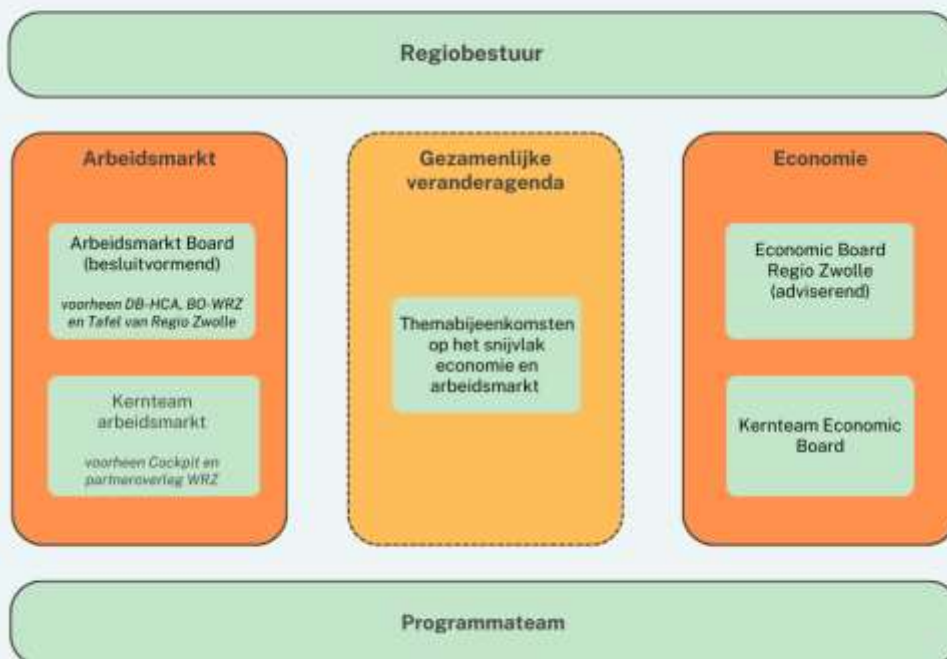 Regiobestuur
Arbeidsmarkt
Arbeidsmarkt Board
(besluitvormend)
voorheen DB-HCA, BO-WRZ
en Tafel van Regio Zwolle
Kernteam
arbeidsmarkt
voorheen Cockpit en
partneroverleg WRZ
Gezamenlijke
veranderagenda
Themabijeenkomsten
op het snijvlak
economie en
arbeidsmarkt
Economie
Economic Board
Regio Zwolle
(adviserend)
Kernteam Economic
Board
Programmateam